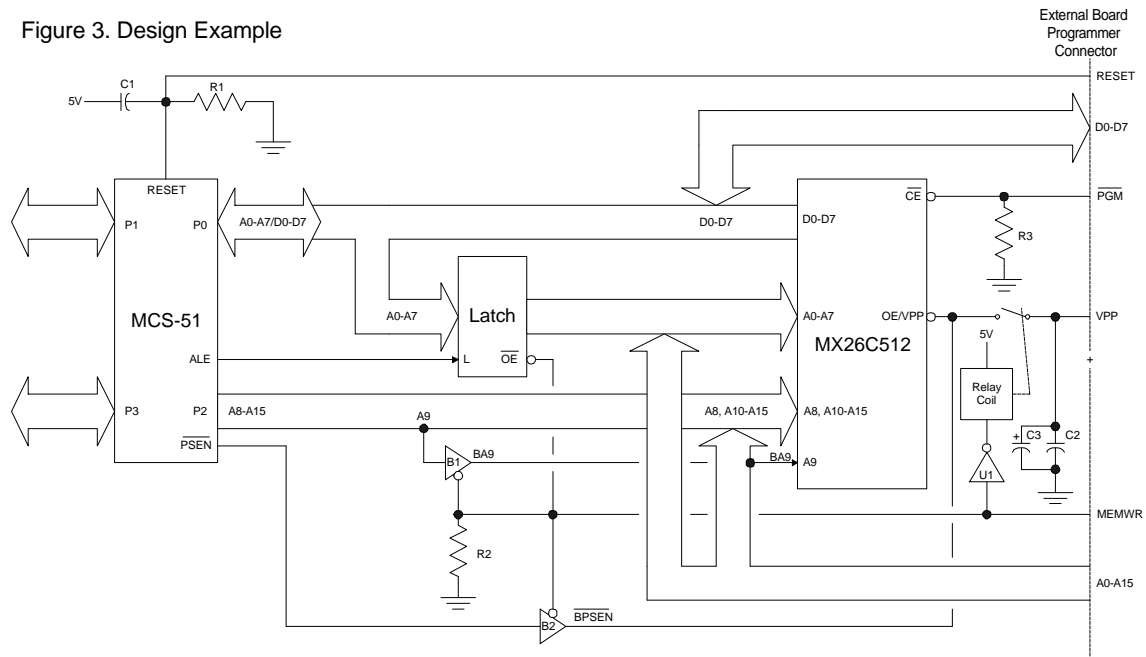 Figure 3. Design Example
External Board
Programmer
Connector
RESET
C1
R1
5V
D0-D7
RESET
P1
P0
A0-A7/D0-D7
D0-D7
D0-D7
CE
PGM
R3
MCS-51
A0-A7
Latch
A0-A7
OE/VPP
VPP
MX26C512
5V
ALE
L
OE
+
Relay
Coil
P3
P2
A8-A15
A9
A8, A10-A15
A8, A10-A15
PSEN
B1
BA9
BA9
A9
+
C3
C2
U1
MEMWR
R2
A0-A15
B2
BPSEN